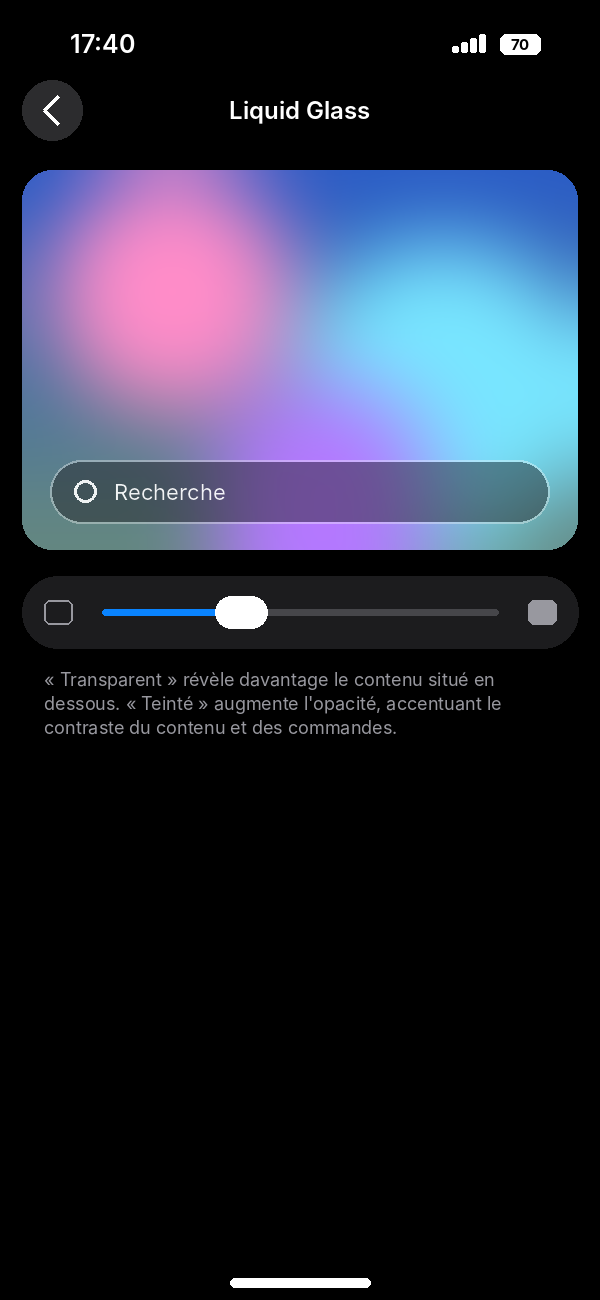 17:40
70
Liquid Glass
Recherche
« Transparent » révèle davantage le contenu situé en
dessous. « Teinté » augmente l'opacité, accentuant le
contraste du contenu et des commandes.